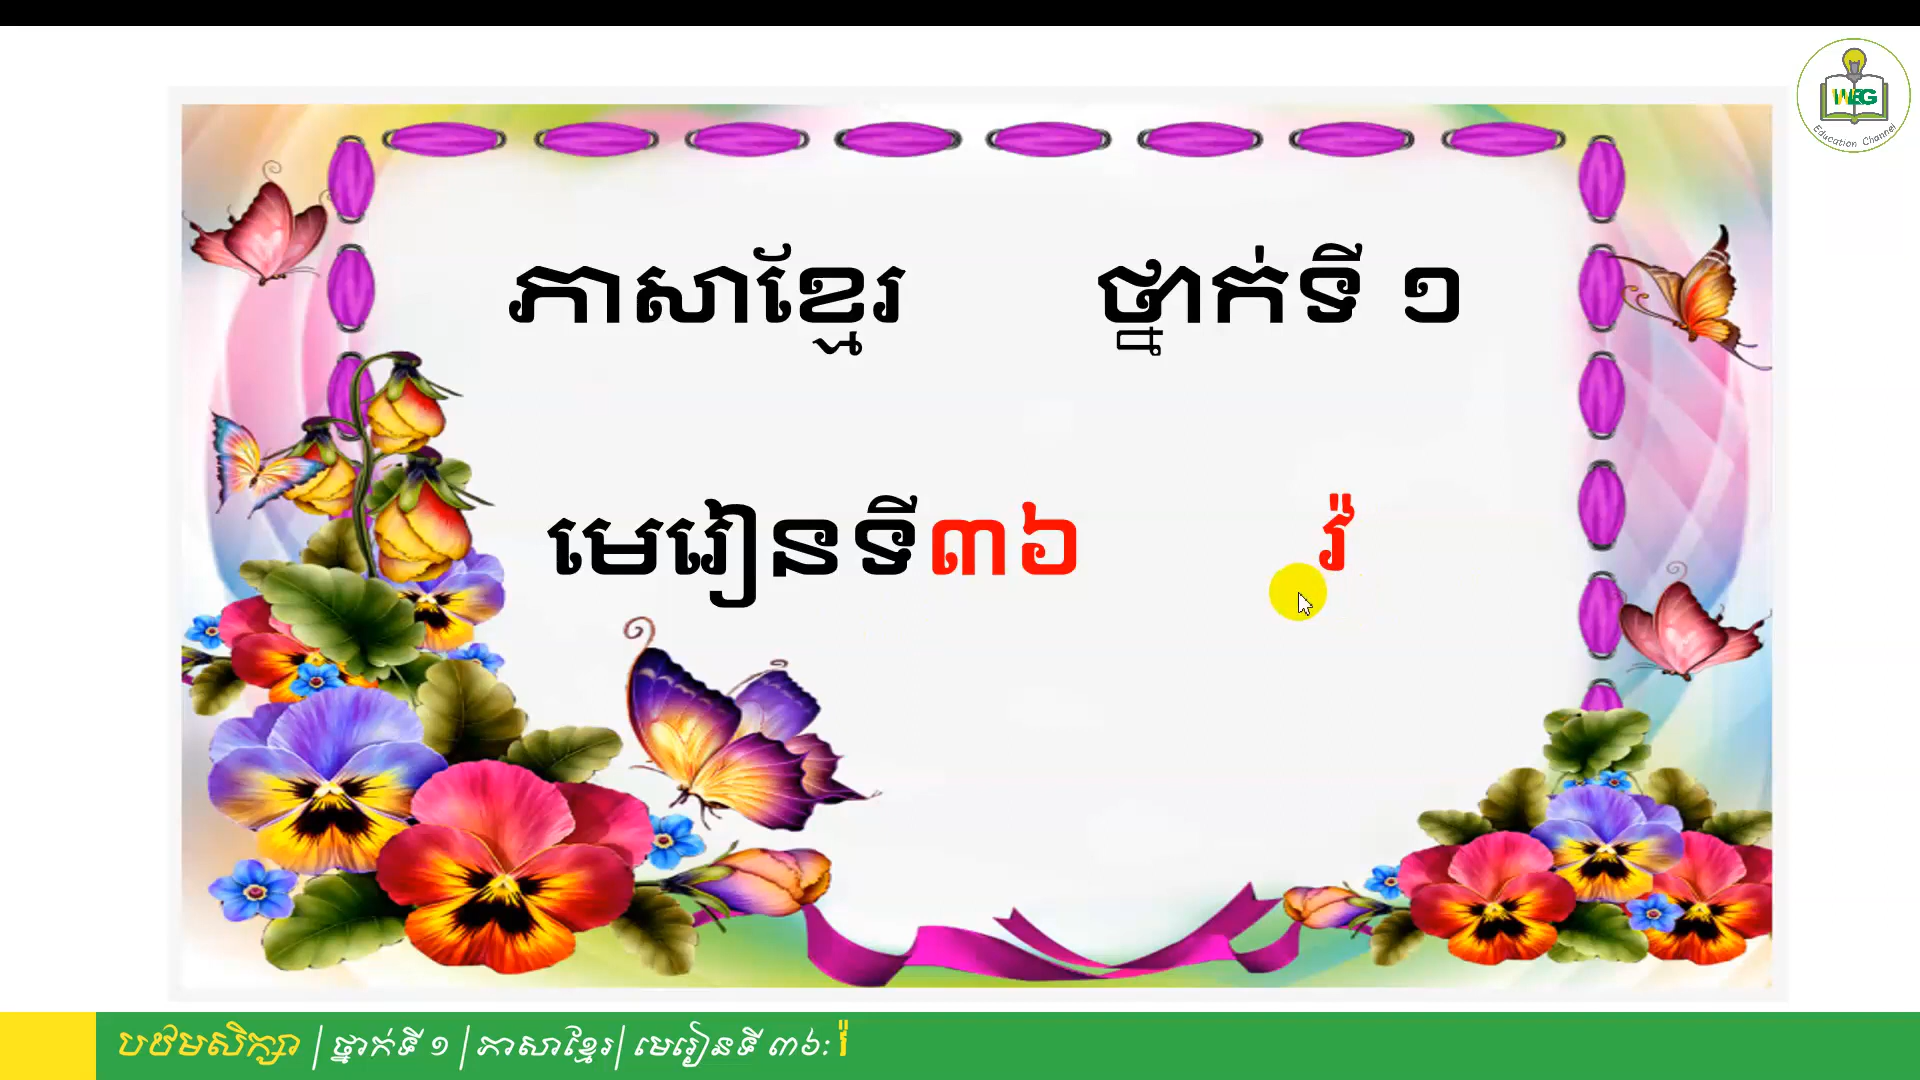 WEG
Education Channel
ភាសាខ្មែរ ថ្នាក់ទី ១
មេរៀនទី៣៦ រ៉
បឋមសិក្សា | ថ្នាក់ទី ១ | ភាសាខ្មែរ | មេរៀនទី ៣៦: រ៉